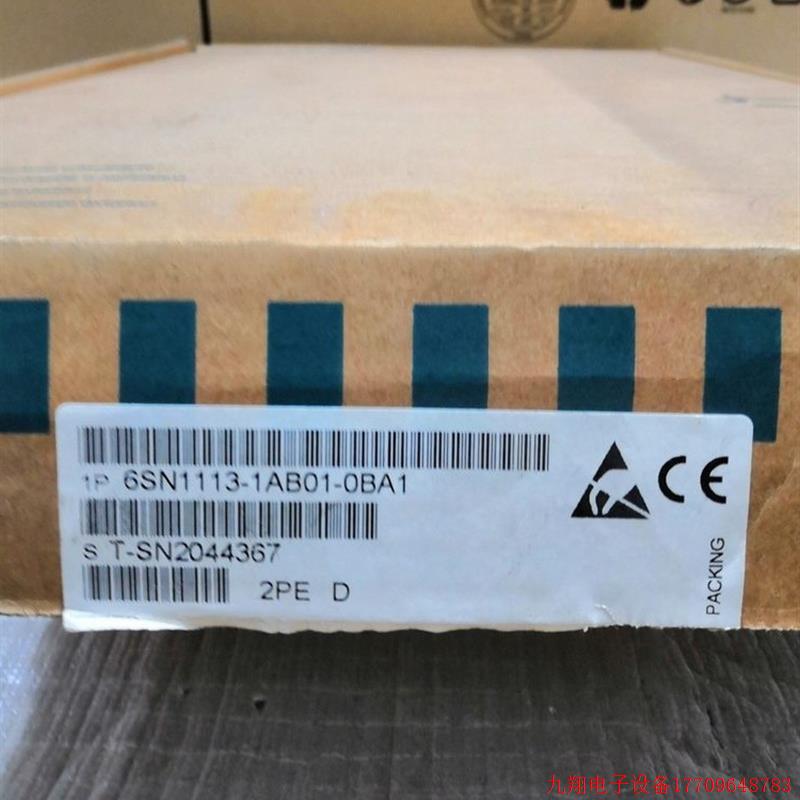 1P 6SN1113-1AB01-0BA1
S T-SN2044367
2PE D
CE
PACKING
九翔电子设备17709648783